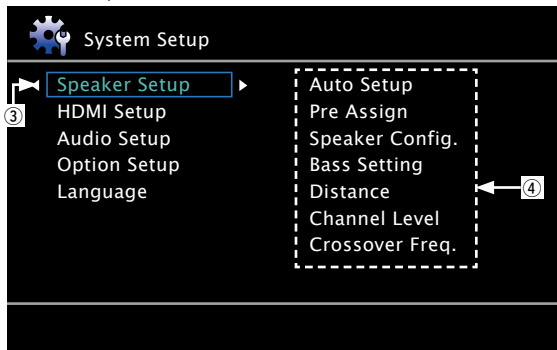 System Setup
Speaker Setup
HDMI Setup
Audio Setup
Option Setup
Language
Auto Setup
Pre Assign
Speaker Config.
Bass Setting
Distance
Channel Level
Crossover Freq.
③
④